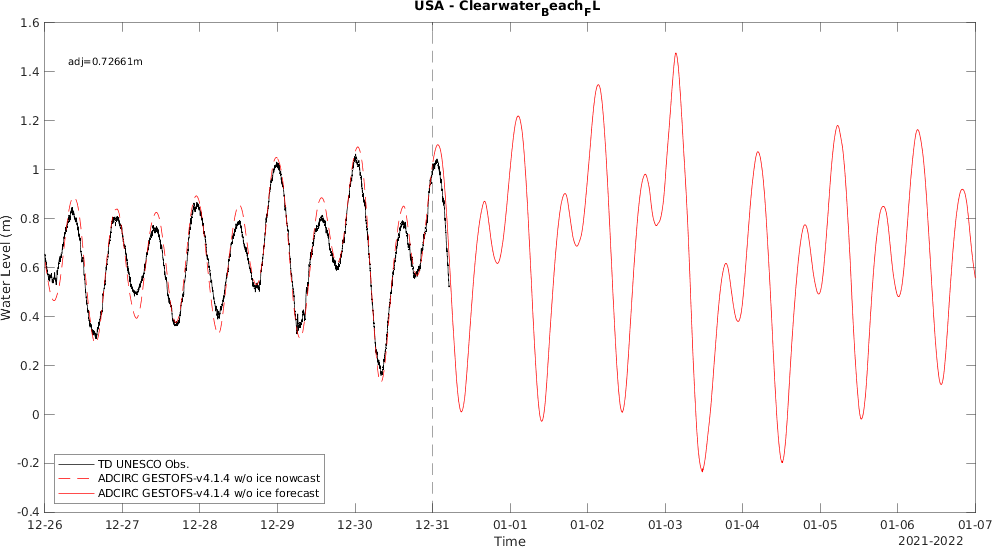 USA - Clearwater_Beach_FL
adj=0.72661m
1.6
1.4
1.2
1
0.8
0.6
0.4
0.2
0
-0.2
-0.4
Water Level (m)
TD UNESCO Obs.
ADCIRC GESTOFS-v4.1.4 w/o ice nowcast
ADCIRC GESTOFS-v4.1.4 w/o ice forecast
12-26 12-27 12-28 12-29 12-30 12-31 01-01 01-02 01-03 01-04 01-05 01-06 01-07
Time
2021-2022